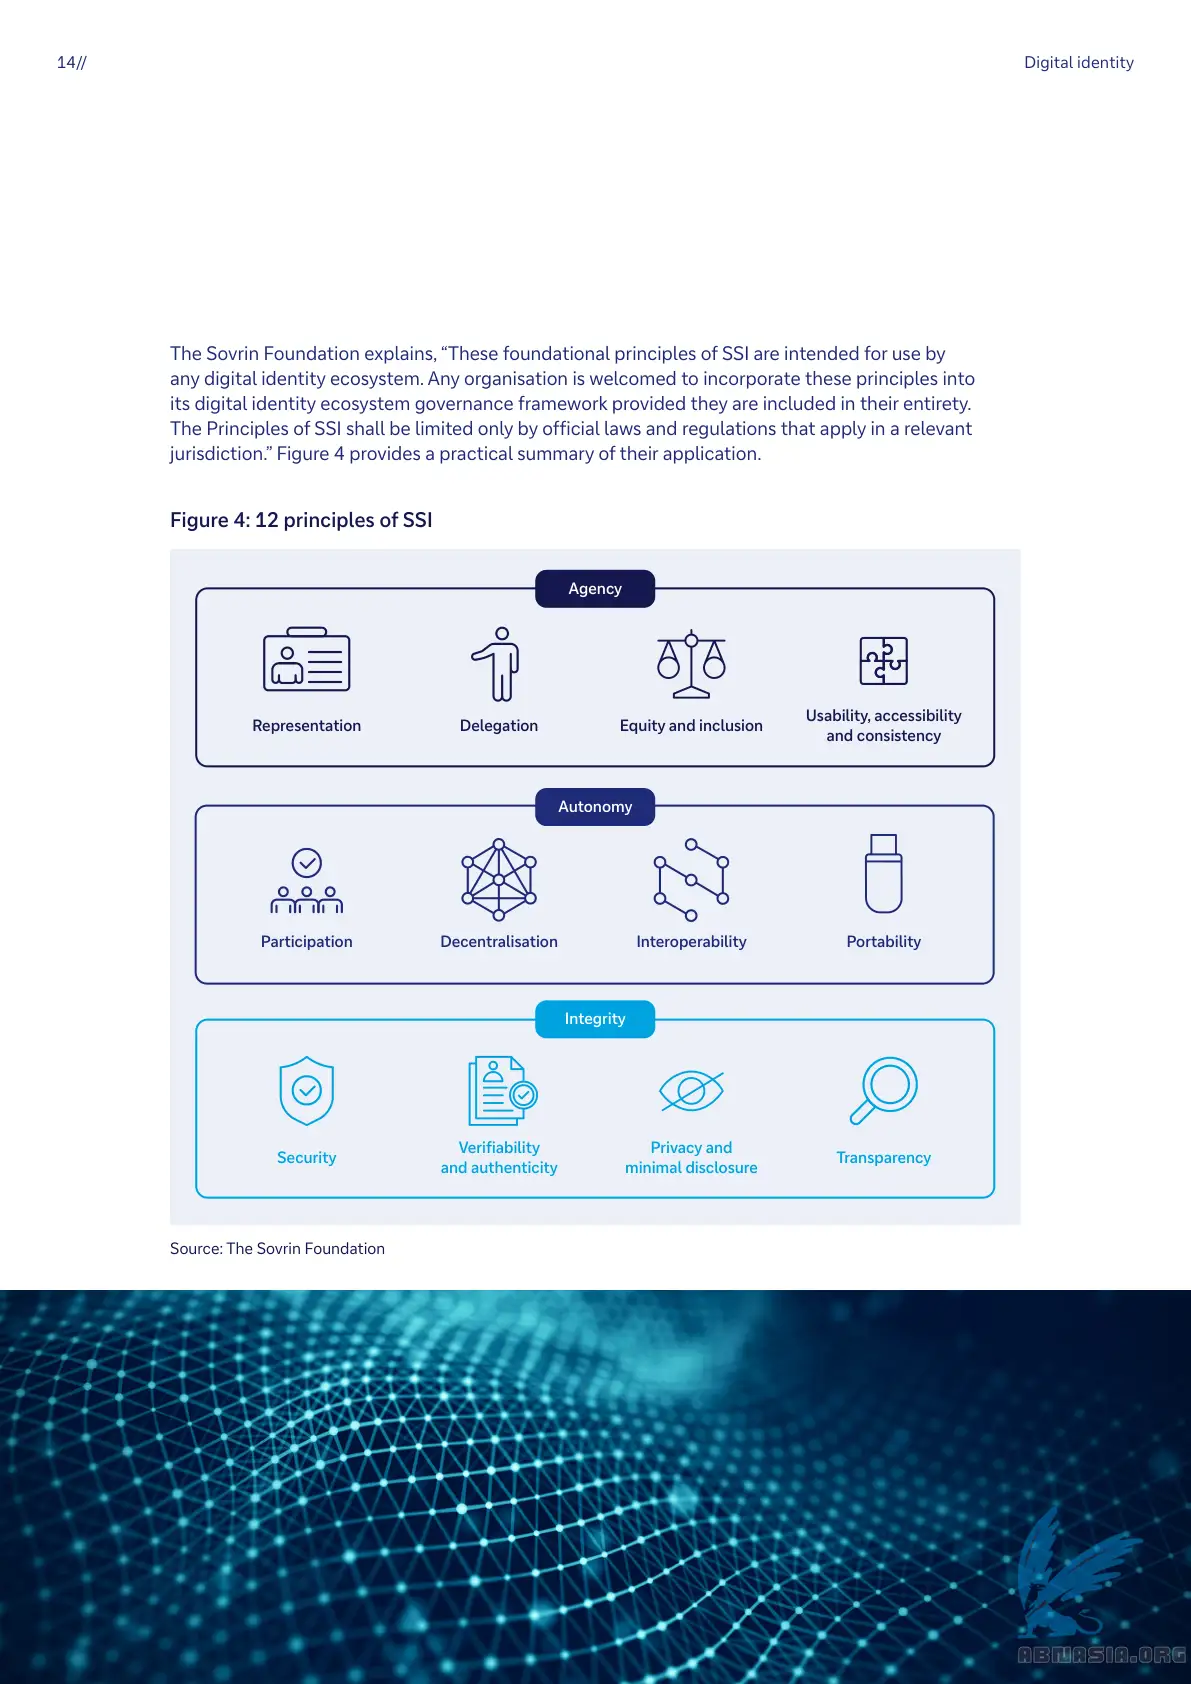 14//
Digital identity
The Sovrin Foundation explains, “These foundational principles of SSI are intended for use by
any digital identity ecosystem. Any organisation is welcomed to incorporate these principles into
its digital identity ecosystem governance framework provided they are included in their entirety.
The Principles of SSI shall be limited only by official laws and regulations that apply in a relevant
jurisdiction.” Figure 4 provides a practical summary of their application.
Figure 4: 12 principles of SSI
Agency
Representation
Delegation
Equity and inclusion
Usability, accessibility
and consistency
Autonomy
Participation
Decentralisation
Interoperability
Portability
Integrity
Security
Verifiability
and authenticity
Privacy and
minimal disclosure
Transparency
Source: The Sovrin Foundation
ABNASIA.ORG